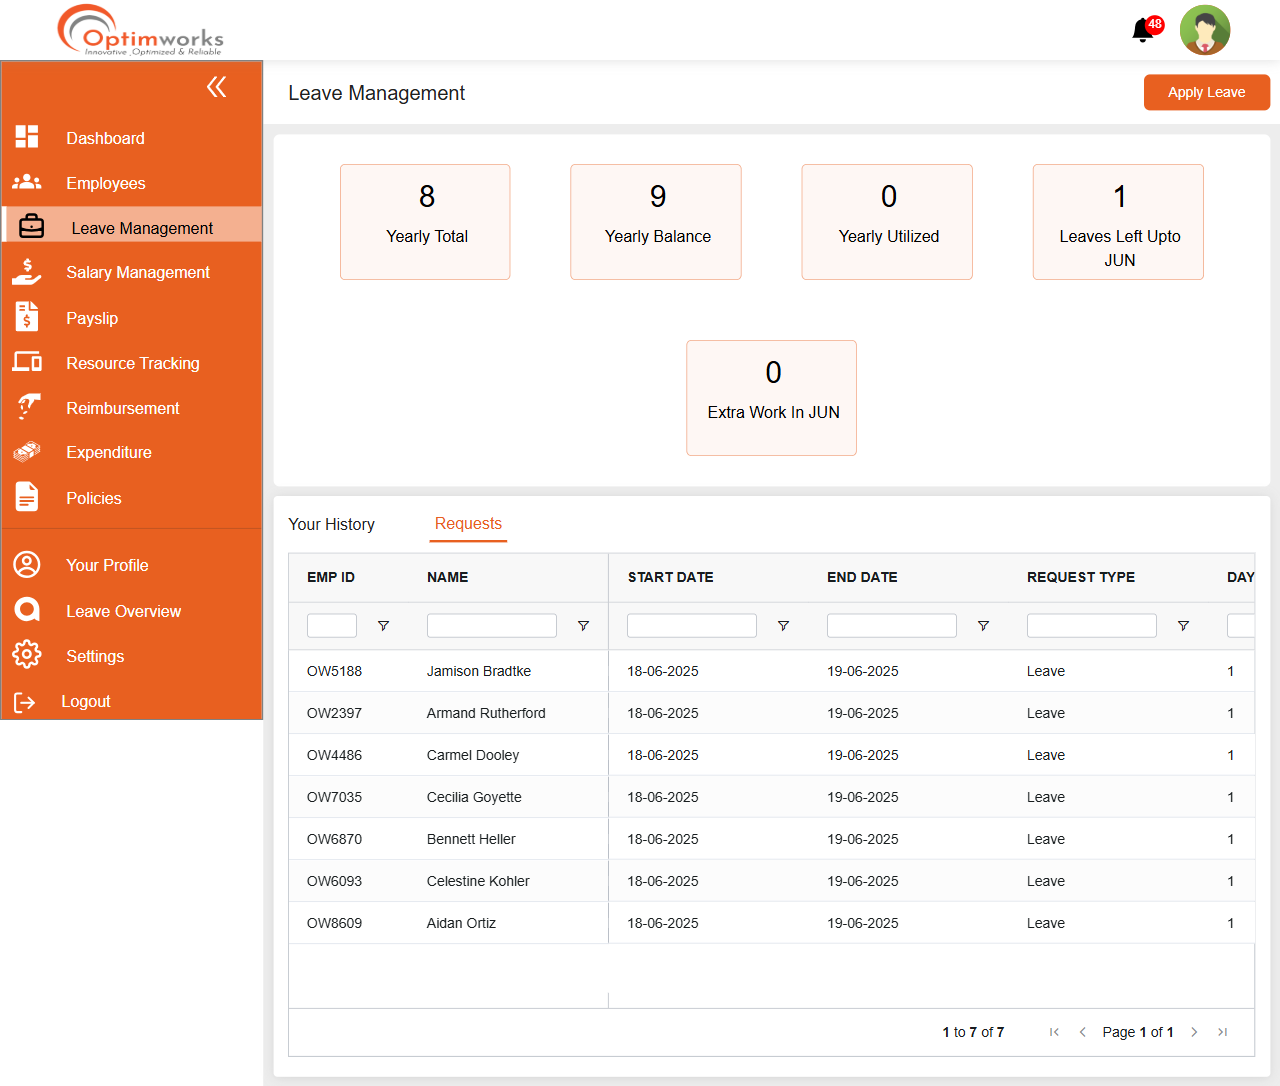 Optimworks
Innovative ,Optimized & Reliable
48
Leave Management
Apply Leave
Dashboard
Employees
Leave Management
Salary Management
Payslip
Resource Tracking
Reimbursement
Expenditure
Policies
Your Profile
Leave Overview
Settings
Logout
8
Yearly Total
9
Yearly Balance
0
Yearly Utilized
1
Leaves Left Upto
JUN
0
Extra Work In JUN
Your History Requests
EMP ID NAME START DATE END DATE REQUEST TYPE DAY
OW5188 Jamison Bradtke 18-06-2025 19-06-2025 Leave 1
OW2397 Armand Rutherford 18-06-2025 19-06-2025 Leave 1
OW4486 Carmel Dooley 18-06-2025 19-06-2025 Leave 1
OW7035 Cecilia Goyette 18-06-2025 19-06-2025 Leave 1
OW6870 Bennett Heller 18-06-2025 19-06-2025 Leave 1
OW6093 Celestine Kohler 18-06-2025 19-06-2025 Leave 1
OW8609 Aidan Ortiz 18-06-2025 19-06-2025 Leave 1
1 to 7 of 7 Page 1 of 1